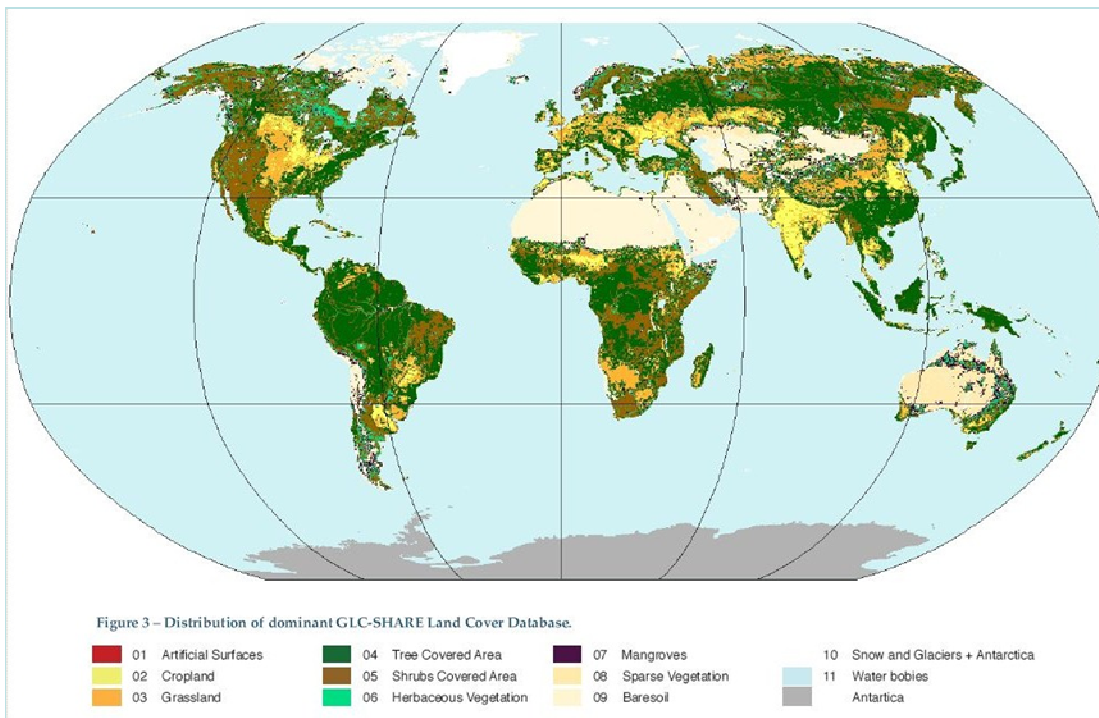 Figure 3 – Distribution of dominant GLC-SHARE Land Cover Database.
01 Artificial Surfaces
02 Cropland
03 Grassland
04 Tree Covered Area
05 Shrubs Covered Area
06 Herbaceous Vegetation
07 Mangroves
08 Sparse Vegetation
09 Baresoil
10 Snow and Glaciers + Antarctica
11 Water bobies
Antartica